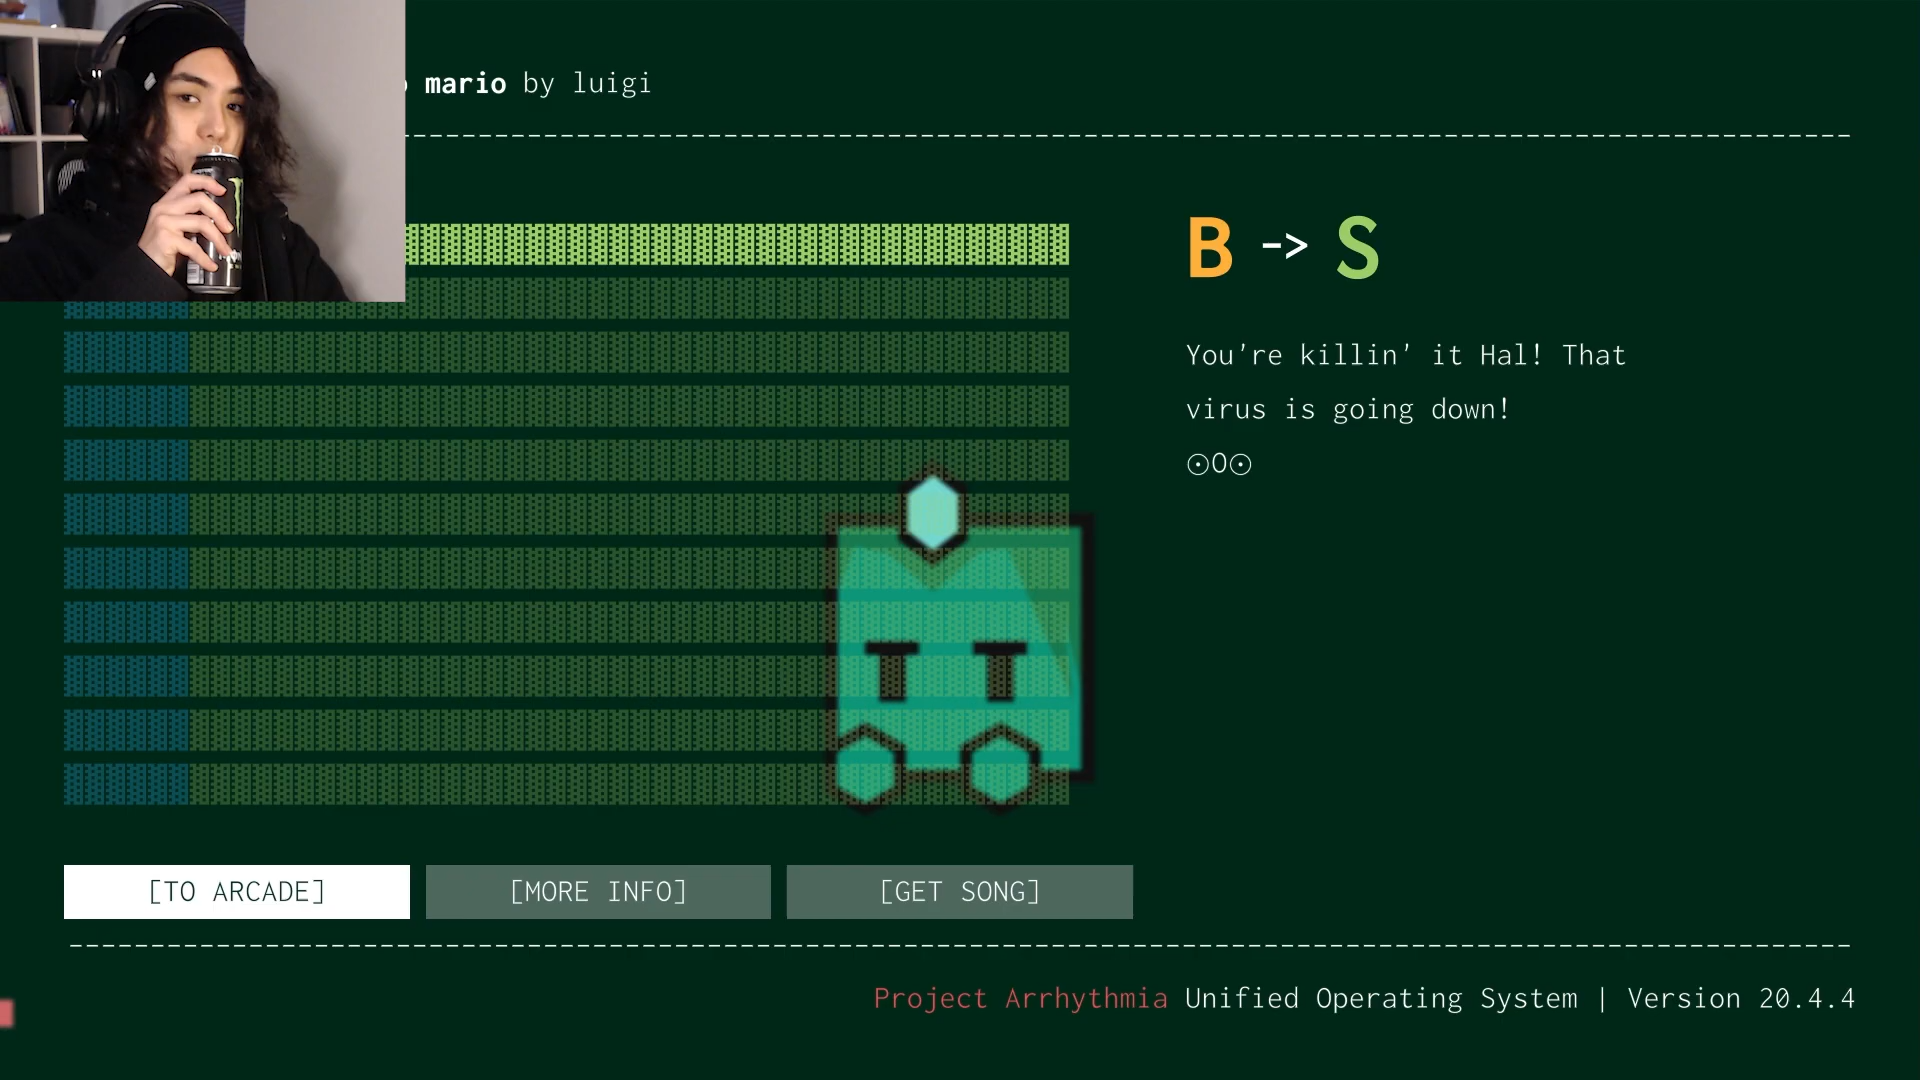 mario by luigi
B -> S
You're killin' it Hal! That
virus is going down!
⊙O⊙
[TO ARCADE] [MORE INFO] [GET SONG]
Project Arrhythmia Unified Operating System | Version 20.4.4